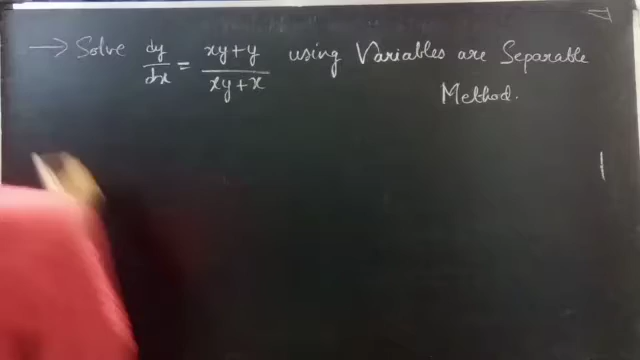 → Solve dy/dx = xy+y/xy+x using Variables are Separable
Method.